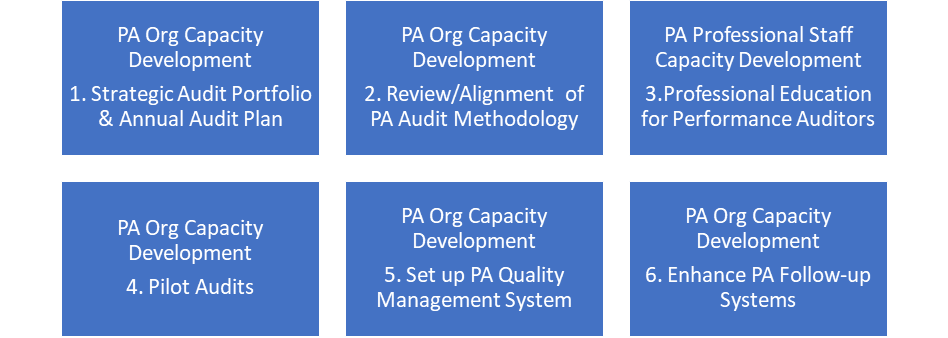 PA Org Capacity
Development
1. Strategic Audit Portfolio
& Annual Audit Plan
PA Org Capacity
Development
2. Review/Alignment of
PA Audit Methodology
PA Professional Staff
Capacity Development
3.Professional Education
for Performance Auditors
PA Org Capacity
Development
4. Pilot Audits
PA Org Capacity
Development
5. Set up PA Quality
Management System
PA Org Capacity
Development
6. Enhance PA Follow-up
Systems